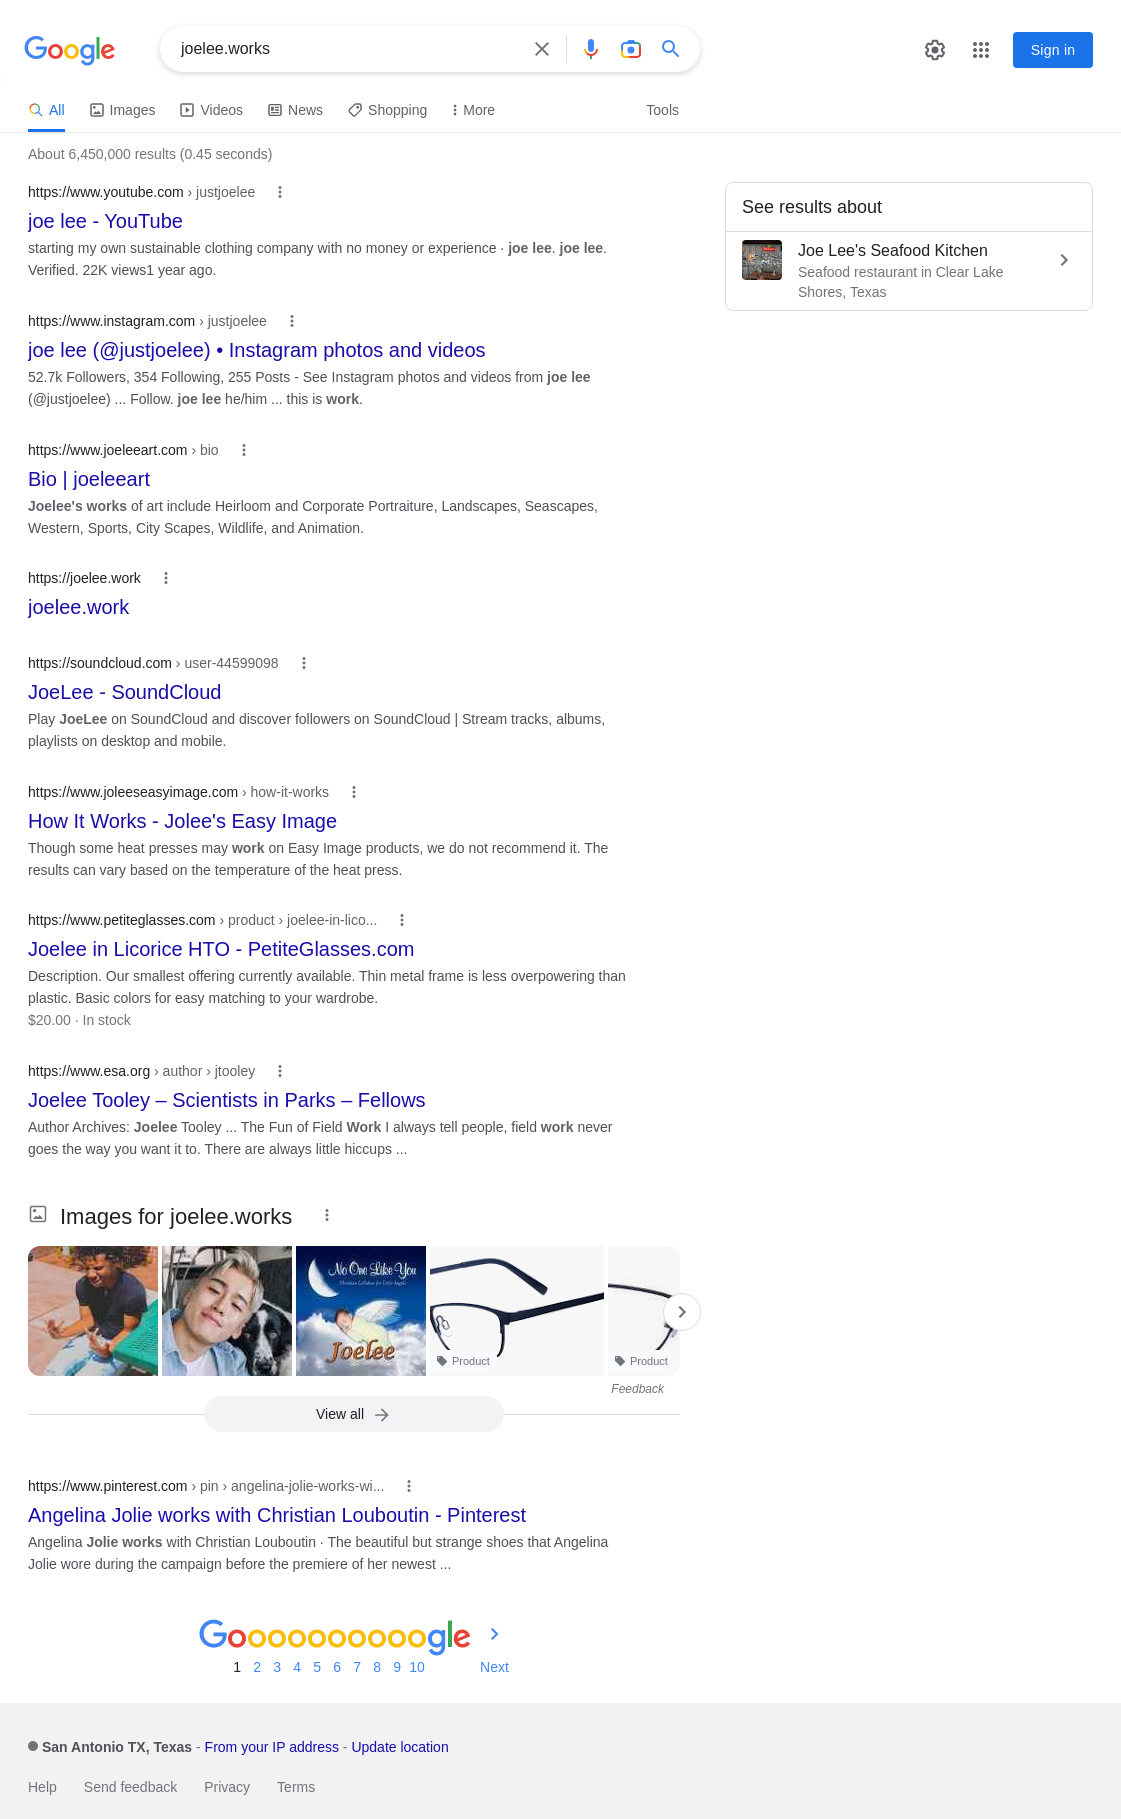 Google
joelee.works
Sign in
All
Images
Videos
News
Shopping
More
Tools
About 6,450,000 results (0.45 seconds)
https://www.youtube.com › justjoelee
joe lee - YouTube
starting my own sustainable clothing company with no money or experience · joe lee. joe lee.
Verified. 22K views1 year ago.
https://www.instagram.com › justjoelee
joe lee (@justjoelee) • Instagram photos and videos
52.7k Followers, 354 Following, 255 Posts - See Instagram photos and videos from joe lee
(@justjoelee) ... Follow. joe lee he/him ... this is work.
https://www.joeleeart.com › bio
Bio | joeleeart
Joelee's works of art include Heirloom and Corporate Portraiture, Landscapes, Seascapes,
Western, Sports, City Scapes, Wildlife, and Animation.
https://joelee.work
joelee.work
https://soundcloud.com › user-44599098
JoeLee - SoundCloud
Play JoeLee on SoundCloud and discover followers on SoundCloud | Stream tracks, albums,
playlists on desktop and mobile.
https://www.joleeseasyimage.com › how-it-works
How It Works - Jolee's Easy Image
Though some heat presses may work on Easy Image products, we do not recommend it. The
results can vary based on the temperature of the heat press.
https://www.petiteglasses.com › product › joelee-in-lico...
Joelee in Licorice HTO - PetiteGlasses.com
Description. Our smallest offering currently available. Thin metal frame is less overpowering than
plastic. Basic colors for easy matching to your wardrobe.
$20.00 · In stock
https://www.esa.org › author › jtooley
Joelee Tooley – Scientists in Parks – Fellows
Author Archives: Joelee Tooley ... The Fun of Field Work I always tell people, field work never
goes the way you want it to. There are always little hiccups ...
Images for joelee.works
No One Like You
Joelee
Product
Product
Feedback
View all
https://www.pinterest.com › pin › angelina-jolie-works-wi...
Angelina Jolie works with Christian Louboutin - Pinterest
Angelina Jolie works with Christian Louboutin · The beautiful but strange shoes that Angelina
Jolie wore during the campaign before the premiere of her newest ...
Goooooooooogle
1 2 3 4 5 6 7 8 9 10 Next
See results about
Joe Lee's Seafood Kitchen
Seafood restaurant in Clear Lake
Shores, Texas
San Antonio TX, Texas - From your IP address - Update location
Help Send feedback Privacy Terms